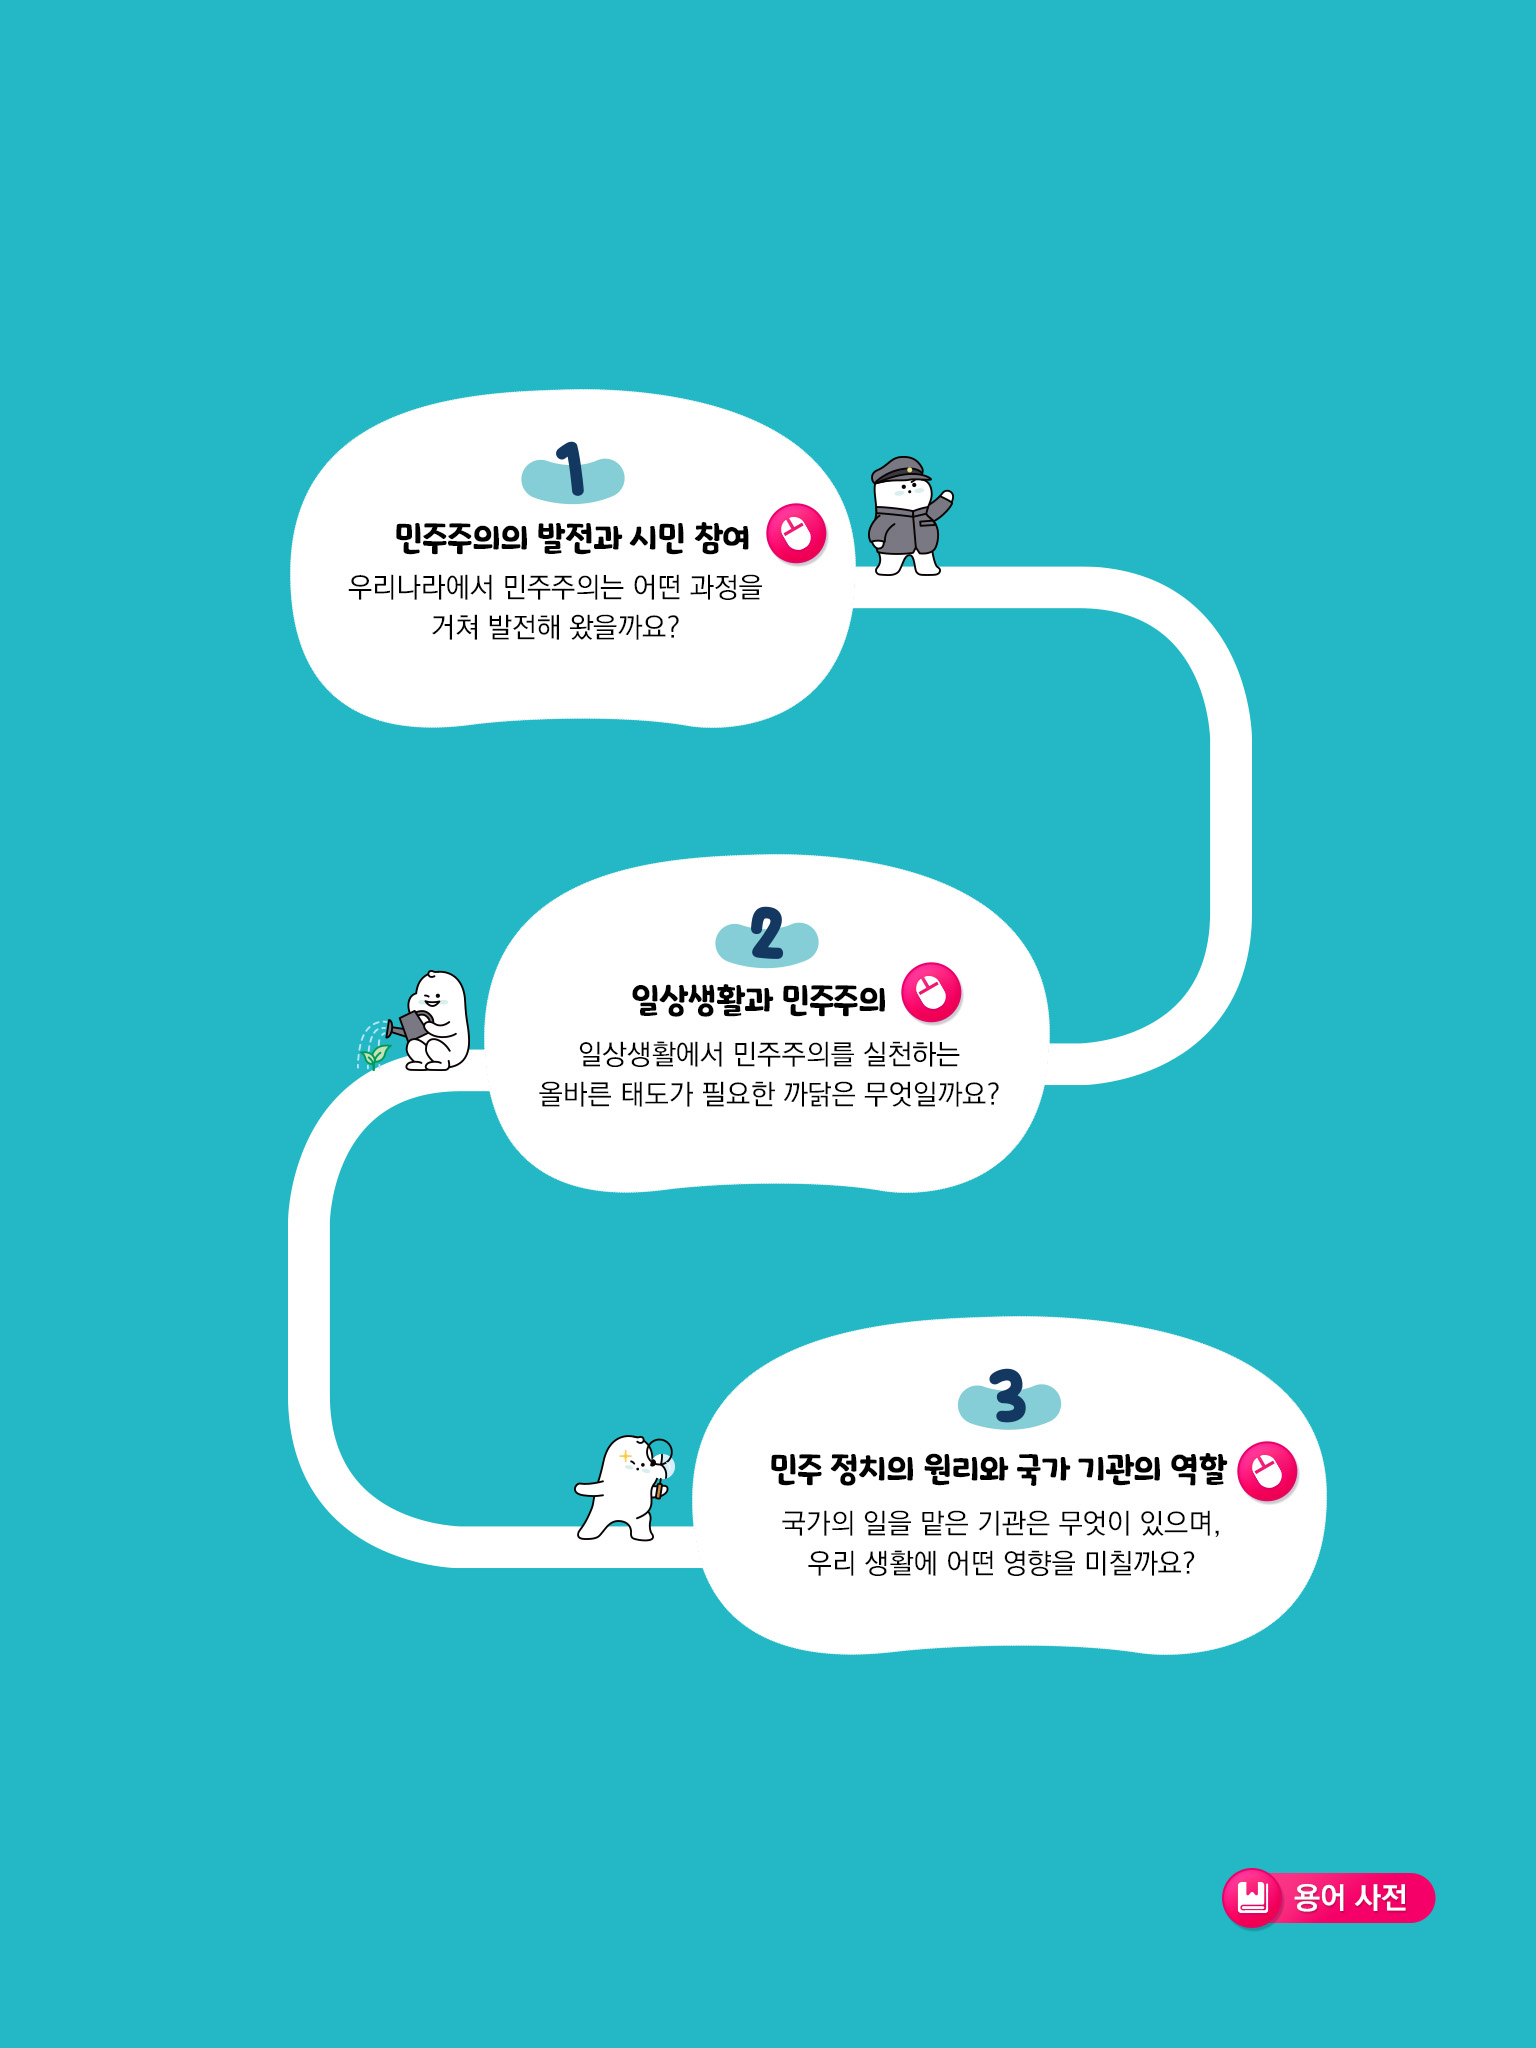 1
민주주의의 발전과 시민 참여
우리나라에서 민주주의는 어떤 과정을
거쳐 발전해 왔을까요?
2
일상생활과 민주주의
일상생활에서 민주주의를 실천하는
올바른 태도가 필요한 까닭은 무엇일까요?
3
민주 정치의 원리와 국가 기관의 역할
국가의 일을 맡은 기관은 무엇이 있으며,
우리 생활에 어떤 영향을 미칠까요?
용어 사전